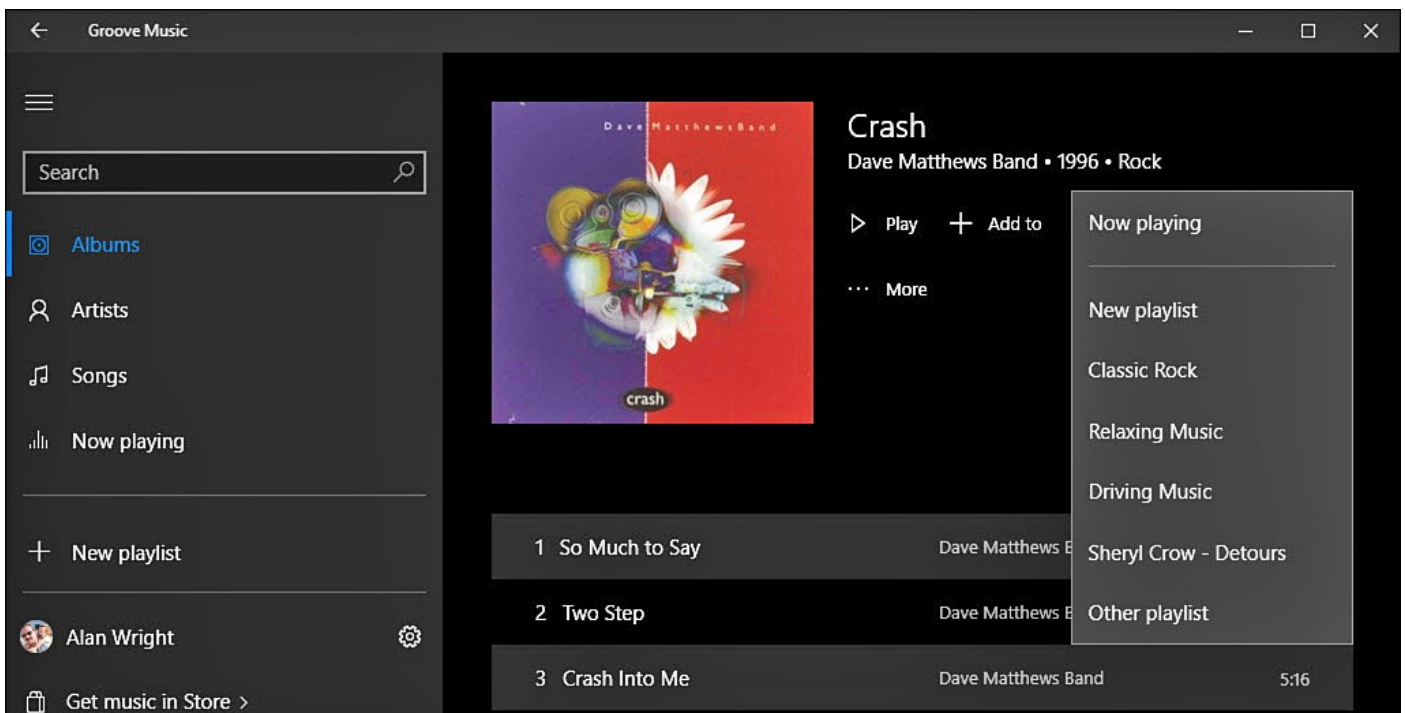 Groove Music
Search
Albums
Artists
Songs
Now playing
New playlist
Alan Wright
Get music in Store >
Dave Matthews Band
crash
Crash
Dave Matthews Band • 1996 • Rock
Play
Add to
More
Now playing
New playlist
Classic Rock
Relaxing Music
Driving Music
Sheryl Crow - Detours
Other playlist
1 So Much to Say Dave Matthews
2 Two Step Dave Matthews
3 Crash Into Me Dave Matthews Band 5:16